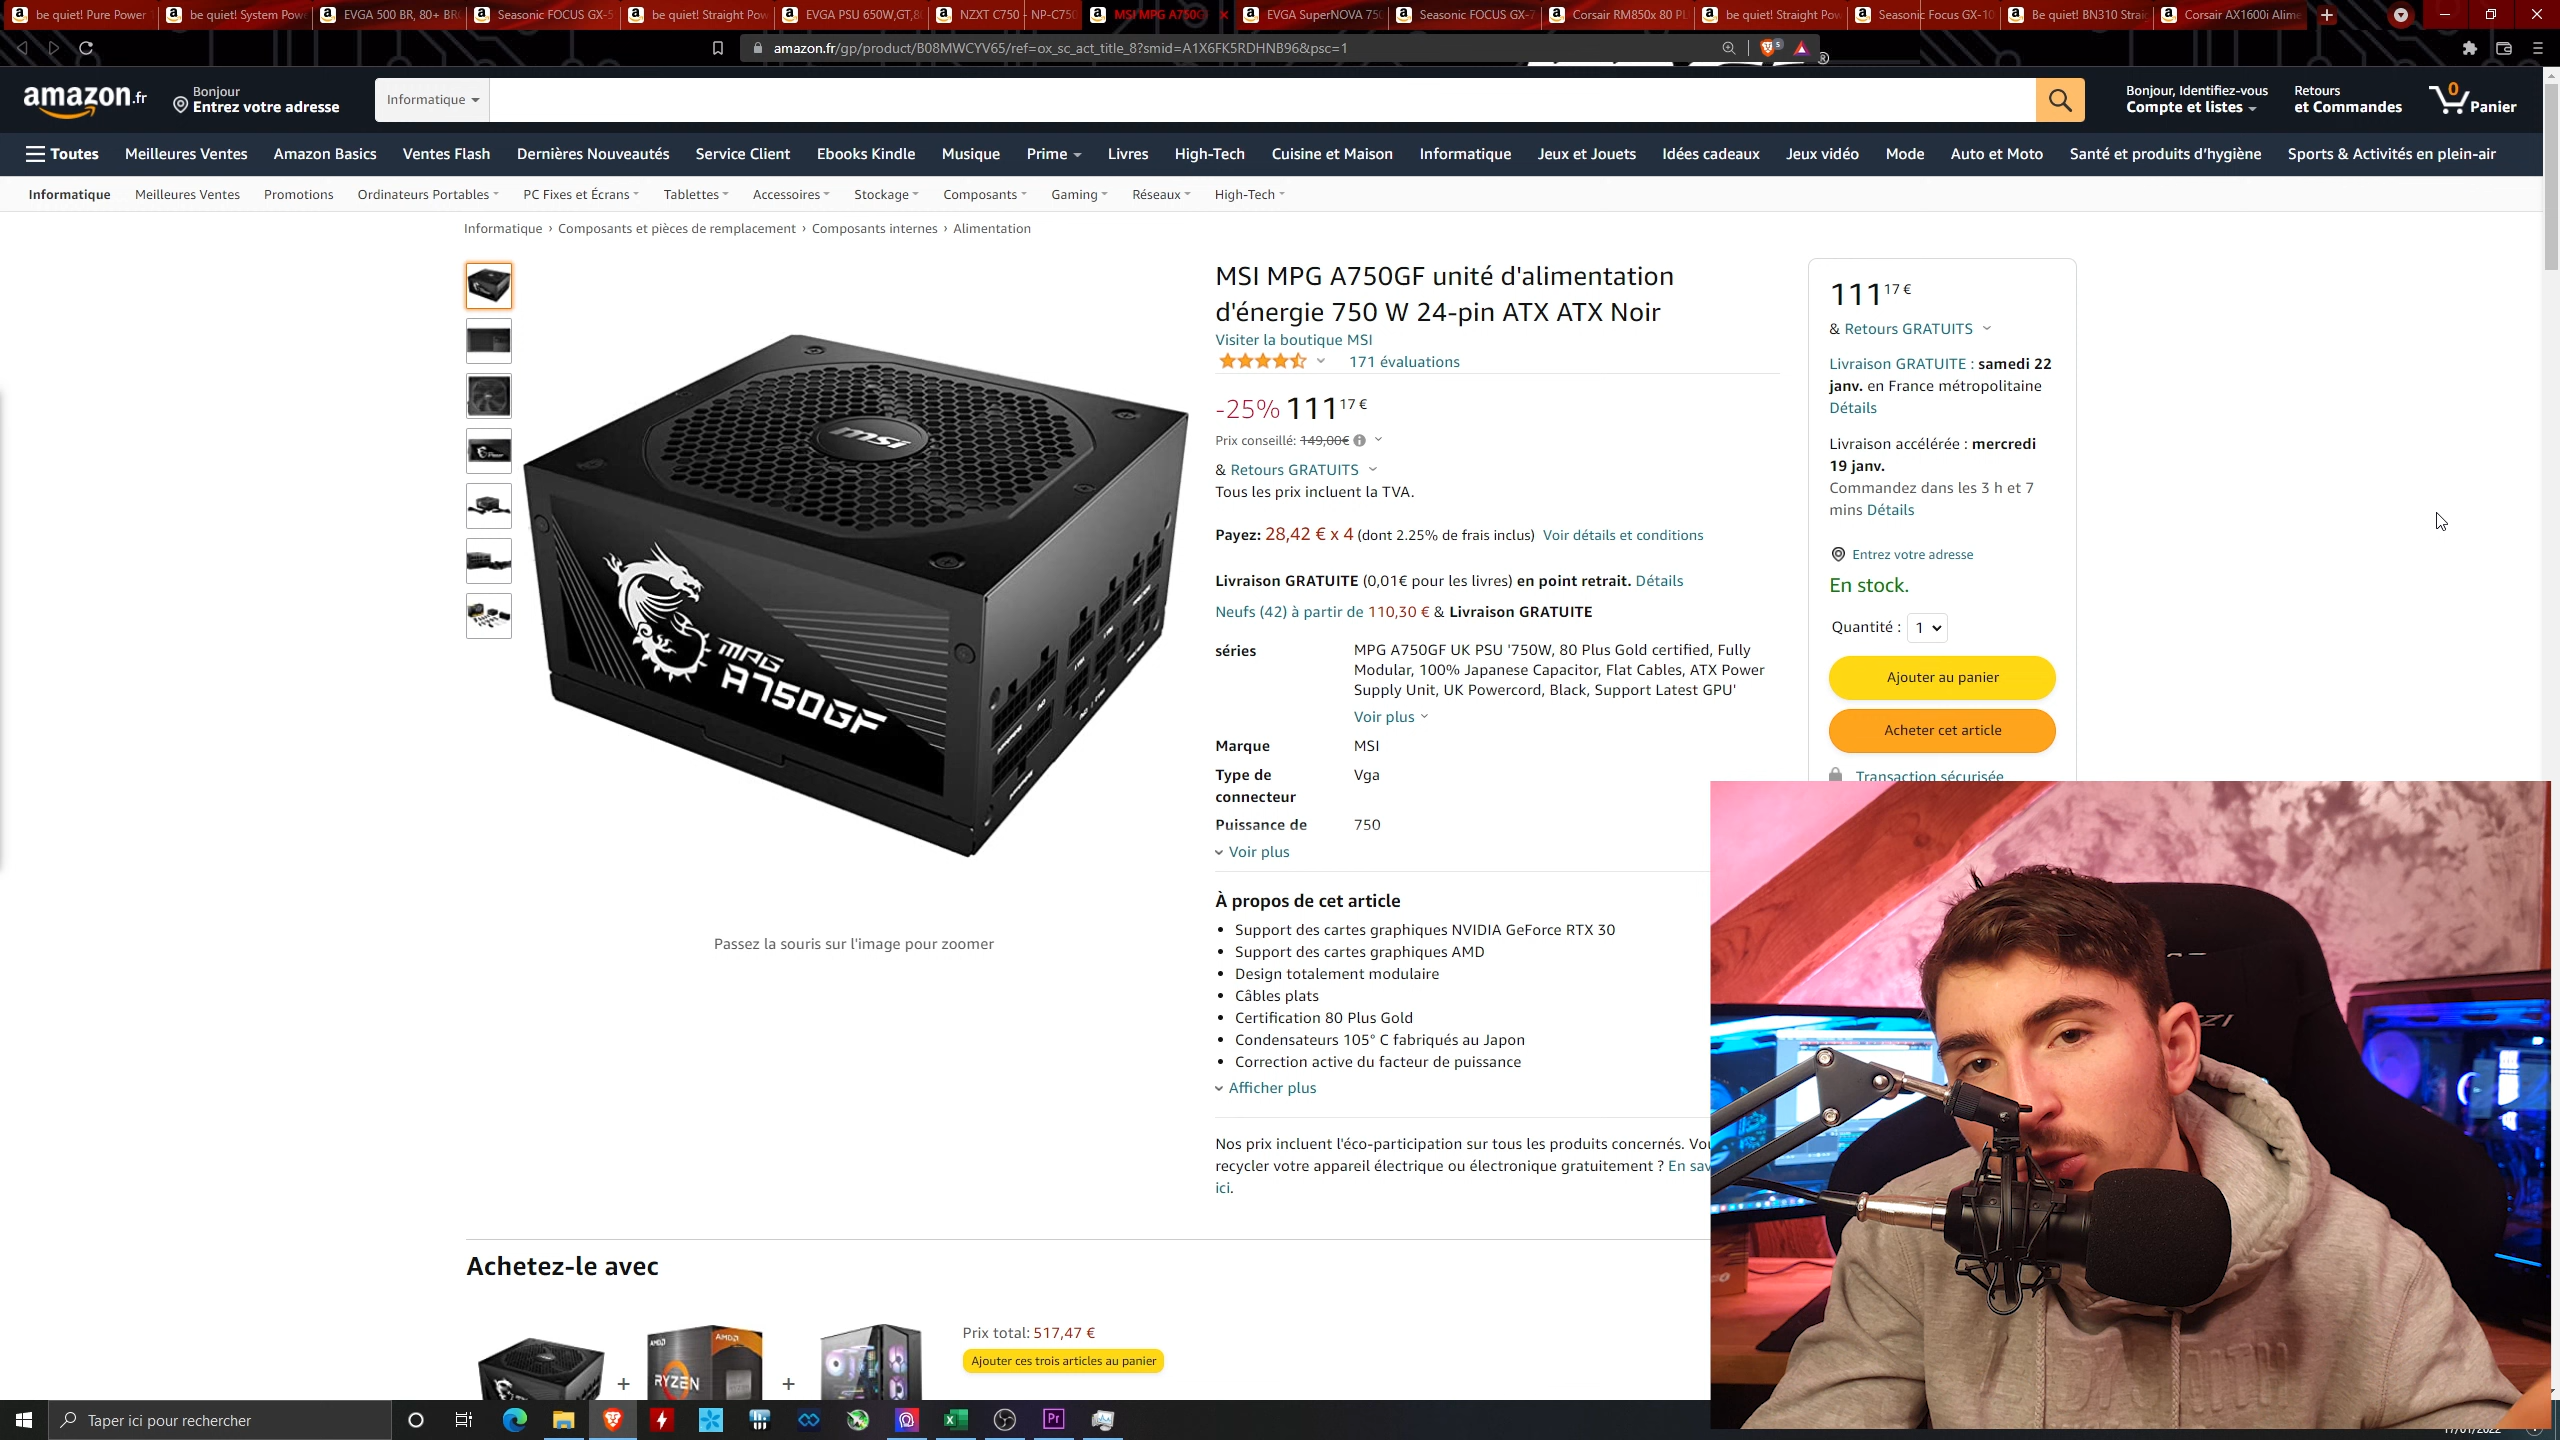 be quiet! Pure Power
be quiet! System Powe
EVGA 500 BR, 80+ BR
Seasonic FOCUS GX-5
be quiet! Straight Pow
EVGA PSU 650W,GT,8
NZXT C750 - NP-C750
MSI MPG A750G
EVGA SuperNOVA 750
Seasonic FOCUS GX-7
Corsair RM850x 80 PL
be quiet! Straight Pow
Seasonic Focus GX-10
Be quiet! BN310 Straig
Corsair AX1600i Alime
amazon.fr/gp/product/B08MWCYV65/ref=ox_sc_act_title_8?smid=A1X6FK5RDHNB96&psc=1
amazon.fr
Bonjour
Entrez votre adresse
Informatique
Bonjour, Identifiez-vous
Compte et listes
Retours
et Commandes
0
Panier
Toutes Meilleures Ventes Amazon Basics Ventes Flash Dernières Nouveautés Service Client Ebooks Kindle Musique Prime Livres High-Tech Cuisine et Maison Informatique Jeux et Jouets Idées cadeaux Jeux vidéo Mode Auto et Moto Santé et produits d'hygiène Sports & Activités en plein-air
Informatique Meilleures Ventes Promotions Ordinateurs Portables PC Fixes et Écrans Tablettes Accessoires Stockage Composants Gaming Réseaux High-Tech
Informatique › Composants et pièces de remplacement › Composants internes › Alimentation
msi
MPG
A750GF
Passez la souris sur l'image pour zoomer
MSI MPG A750GF unité d'alimentation
d'énergie 750 W 24-pin ATX ATX Noir
Visiter la boutique MSI
171 évaluations
-25% 111 17 €
Prix conseillé: 149,00€
& Retours GRATUITS
Tous les prix incluent la TVA.
Payez: 28,42 € x 4 (dont 2.25% de frais inclus) Voir détails et conditions
Livraison GRATUITE (0,01€ pour les livres) en point retrait. Détails
Neufs (42) à partir de 110,30 € & Livraison GRATUITE
séries
MPG A750GF UK PSU '750W, 80 Plus Gold certified, Fully
Modular, 100% Japanese Capacitor, Flat Cables, ATX Power
Supply Unit, UK Powercord, Black, Support Latest GPU'
Voir plus
Marque MSI
Type de Vga
connecteur
Puissance de 750
Voir plus
À propos de cet article
• Support des cartes graphiques NVIDIA GeForce RTX 30
• Support des cartes graphiques AMD
• Design totalement modulaire
• Câbles plats
• Certification 80 Plus Gold
• Condensateurs 105° C fabriqués au Japon
• Correction active du facteur de puissance
Afficher plus
Nos prix incluent l'éco-participation sur tous les produits concernés. Vou
recycler votre appareil électrique ou électronique gratuitement ? En sav
ici.
111 17 €
& Retours GRATUITS
Livraison GRATUITE : samedi 22
janv. en France métropolitaine
Détails
Livraison accélérée : mercredi
19 janv.
Commandez dans les 3 h et 7
mins Détails
Entrez votre adresse
En stock.
Quantité : 1
Ajouter au panier
Acheter cet article
Transaction sécurisée
Achetez-le avec
AMD
AMD
RYZEN
+
+
Prix total: 517,47 €
Ajouter ces trois articles au panier
Taper ici pour rechercher
Pr
17/01/2022